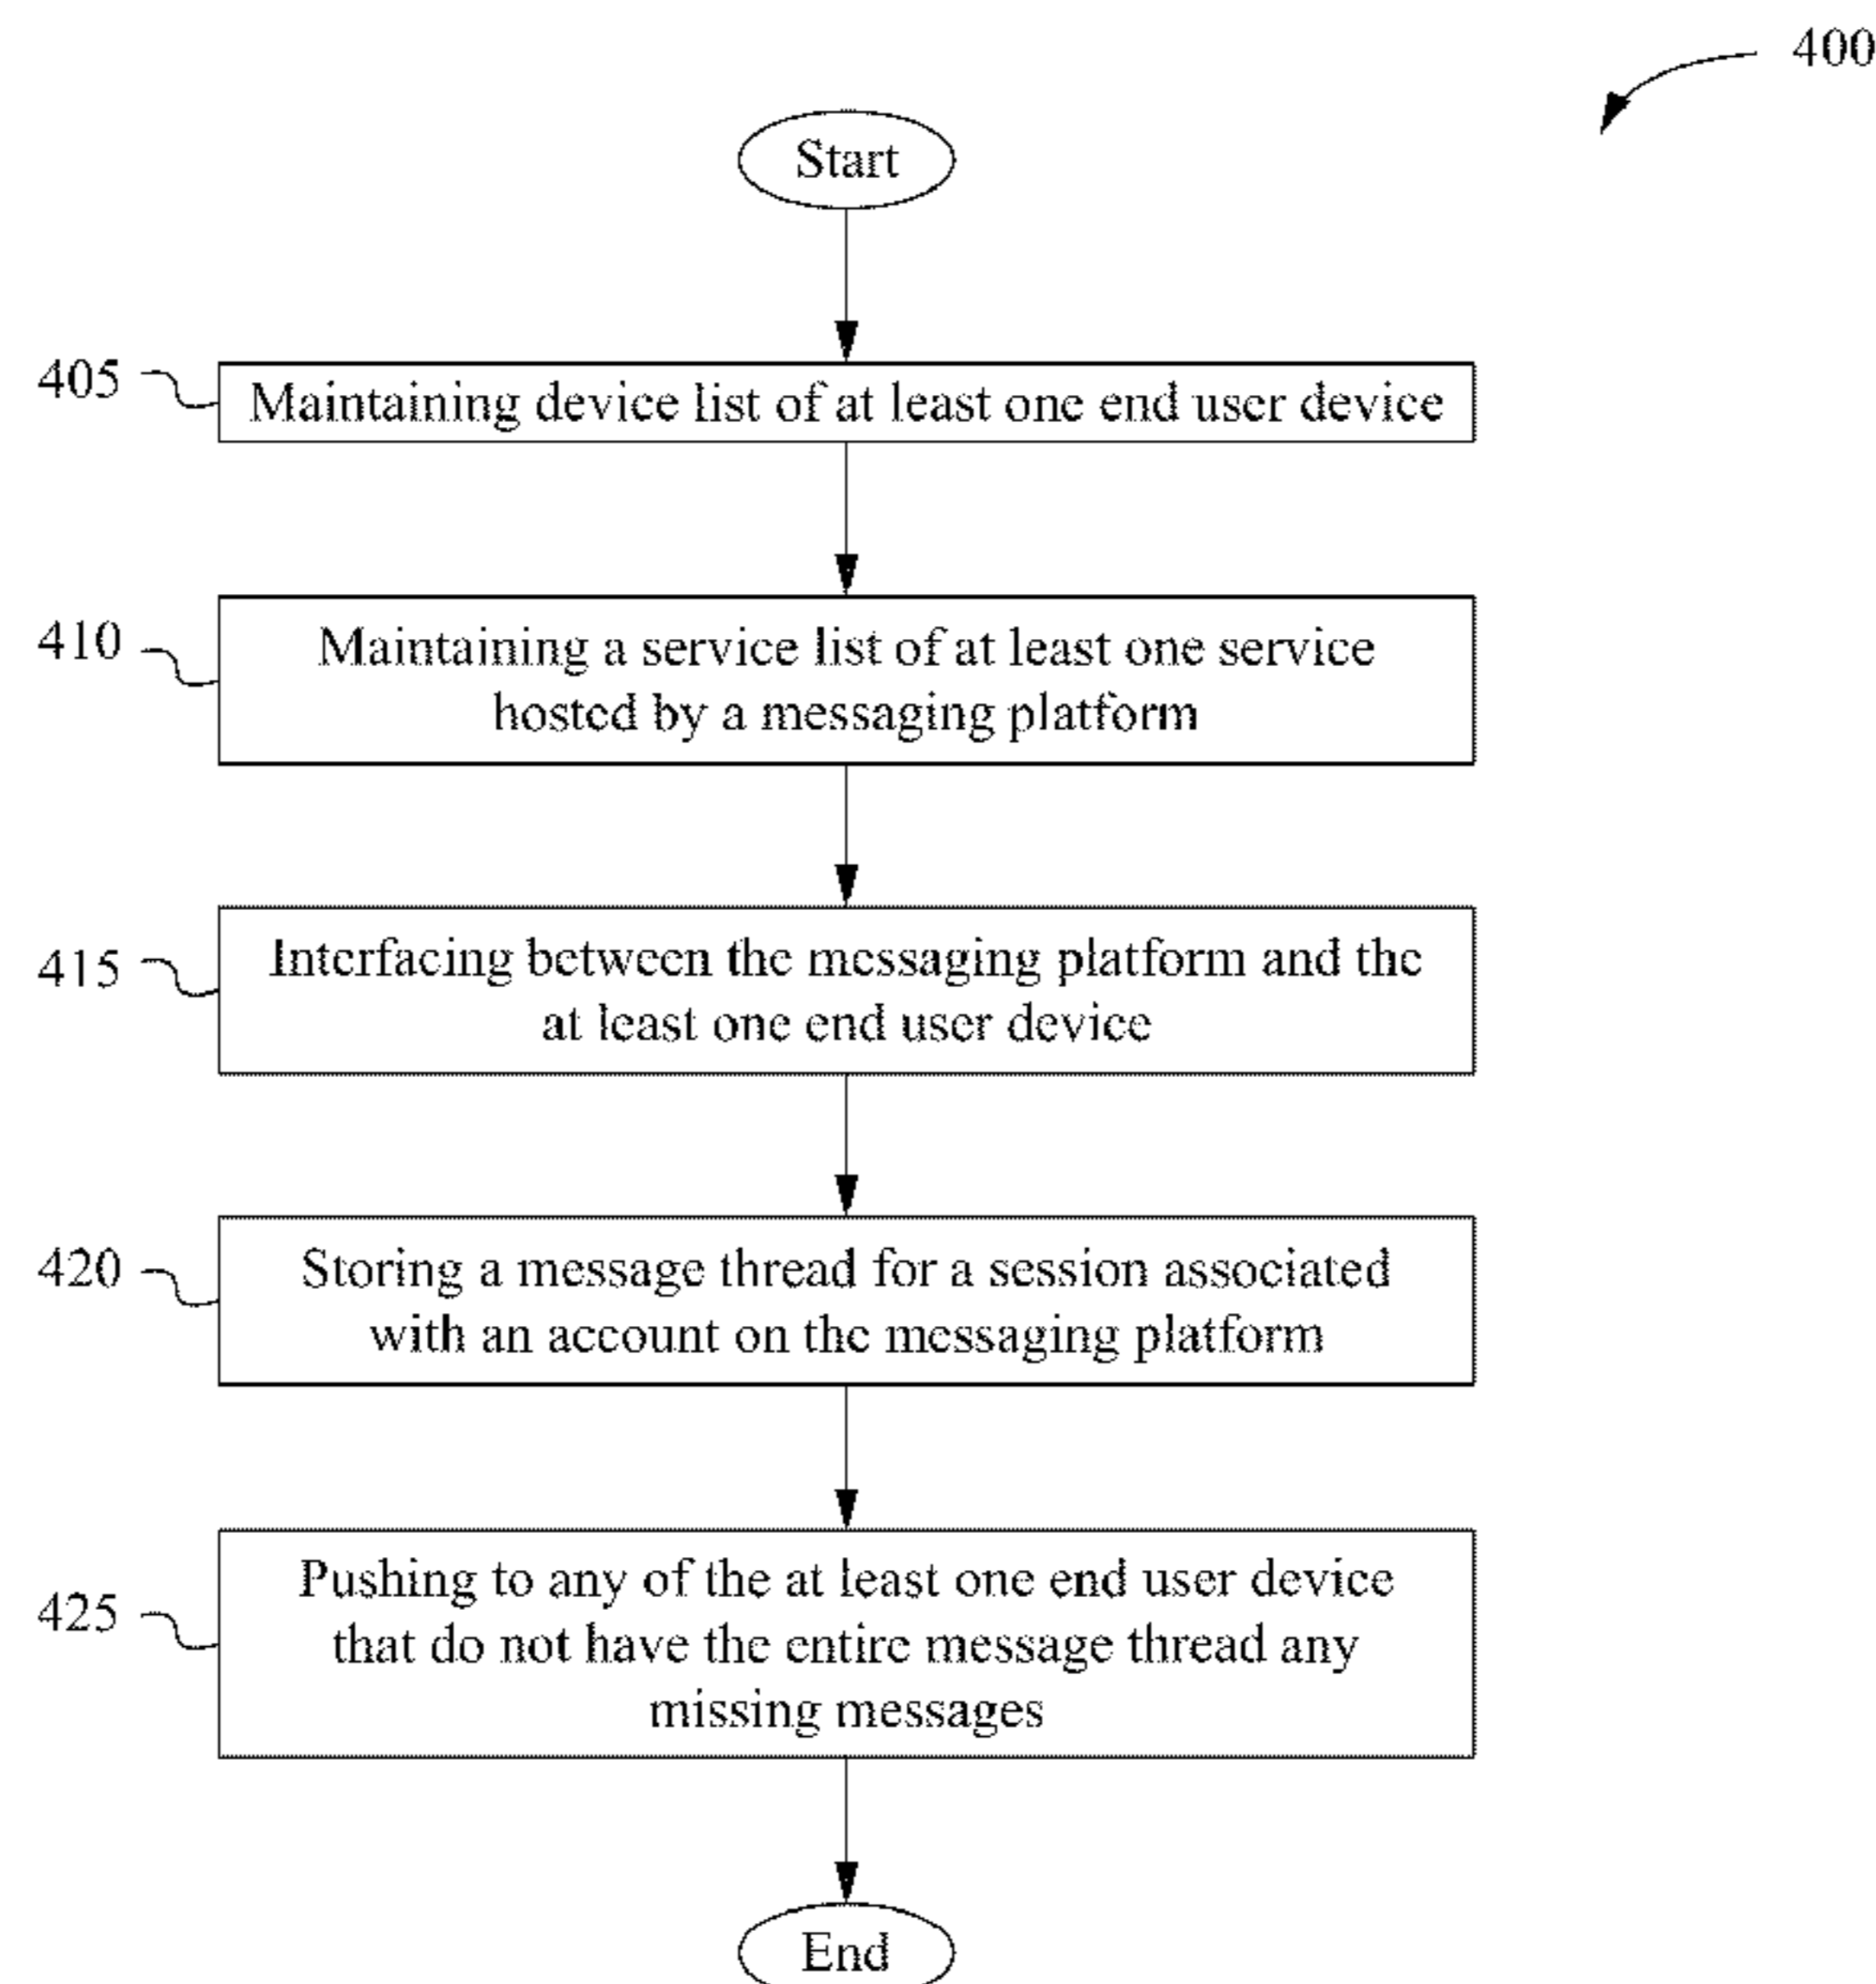 400
Start
405
Maintaining device list of at least one end user device
410
Maintaining a service list of at least one service
hosted by a messaging platform
415
Interfacing between the messaging platform and the
at least one end user device
420
Storing a message thread for a session associated
with an account on the messaging platform
425
Pushing to any of the at least one end user device
that do not have the entire message thread any
missing messages
End